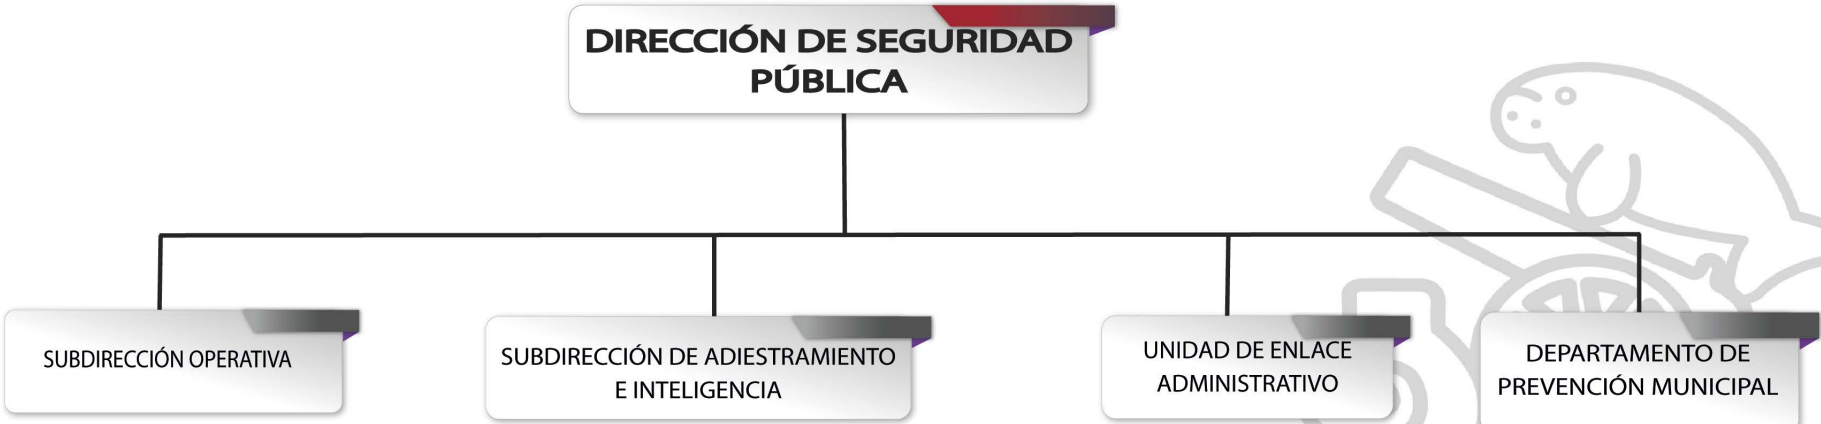 DIRECCIÓN DE SEGURIDAD
PÚBLICA
SUBDIRECCIÓN OPERATIVA
SUBDIRECCIÓN DE ADIESTRAMIENTO
E INTELIGENCIA
UNIDAD DE ENLACE
ADMINISTRATIVO
DEPARTAMENTO DE
PREVENCIÓN MUNICIPAL